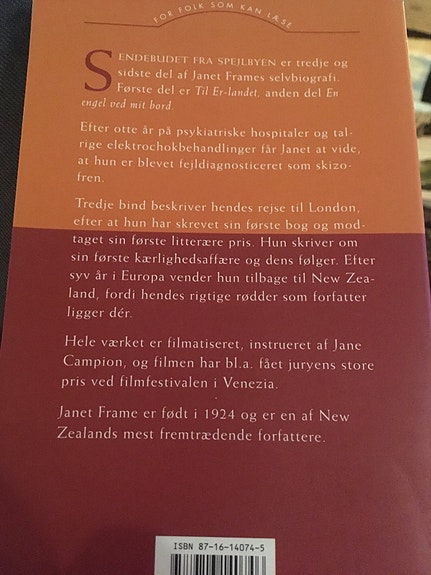 FOR FOLK SOM KAN LÆSE
SENDEBUDET FRA SPEJLBYEN er tredje og
sidste del af Janet Frames selvbiografi.
Første del er Til Er-landet, anden del En
engel ved mit bord.
Efter otte år på psykiatriske hospitaler og tal-
rige elektrochokbehandlinger får Janet at vide,
at hun er blevet fejldiagnosticeret som skizo-
fren.
Tredje bind beskriver hendes rejse til London,
efter at hun har skrevet sin første bog og mod-
taget sin første litterære pris. Hun skriver om
sin første kærlighedsaffære og dens følger. Efter
syv år i Europa vender hun tilbage til New Zea-
land, fordi hendes rigtige rødder som forfatter
ligger dér.
Hele værket er filmatiseret, instrueret af Jane
Campion, og filmen har bl.a. fået juryens store
pris ved filmfestivalen i Venezia.
Janet Frame er født i 1924 og er en af New
Zealands mest fremtrædende forfattere.
ISBN 87-16-14074-5